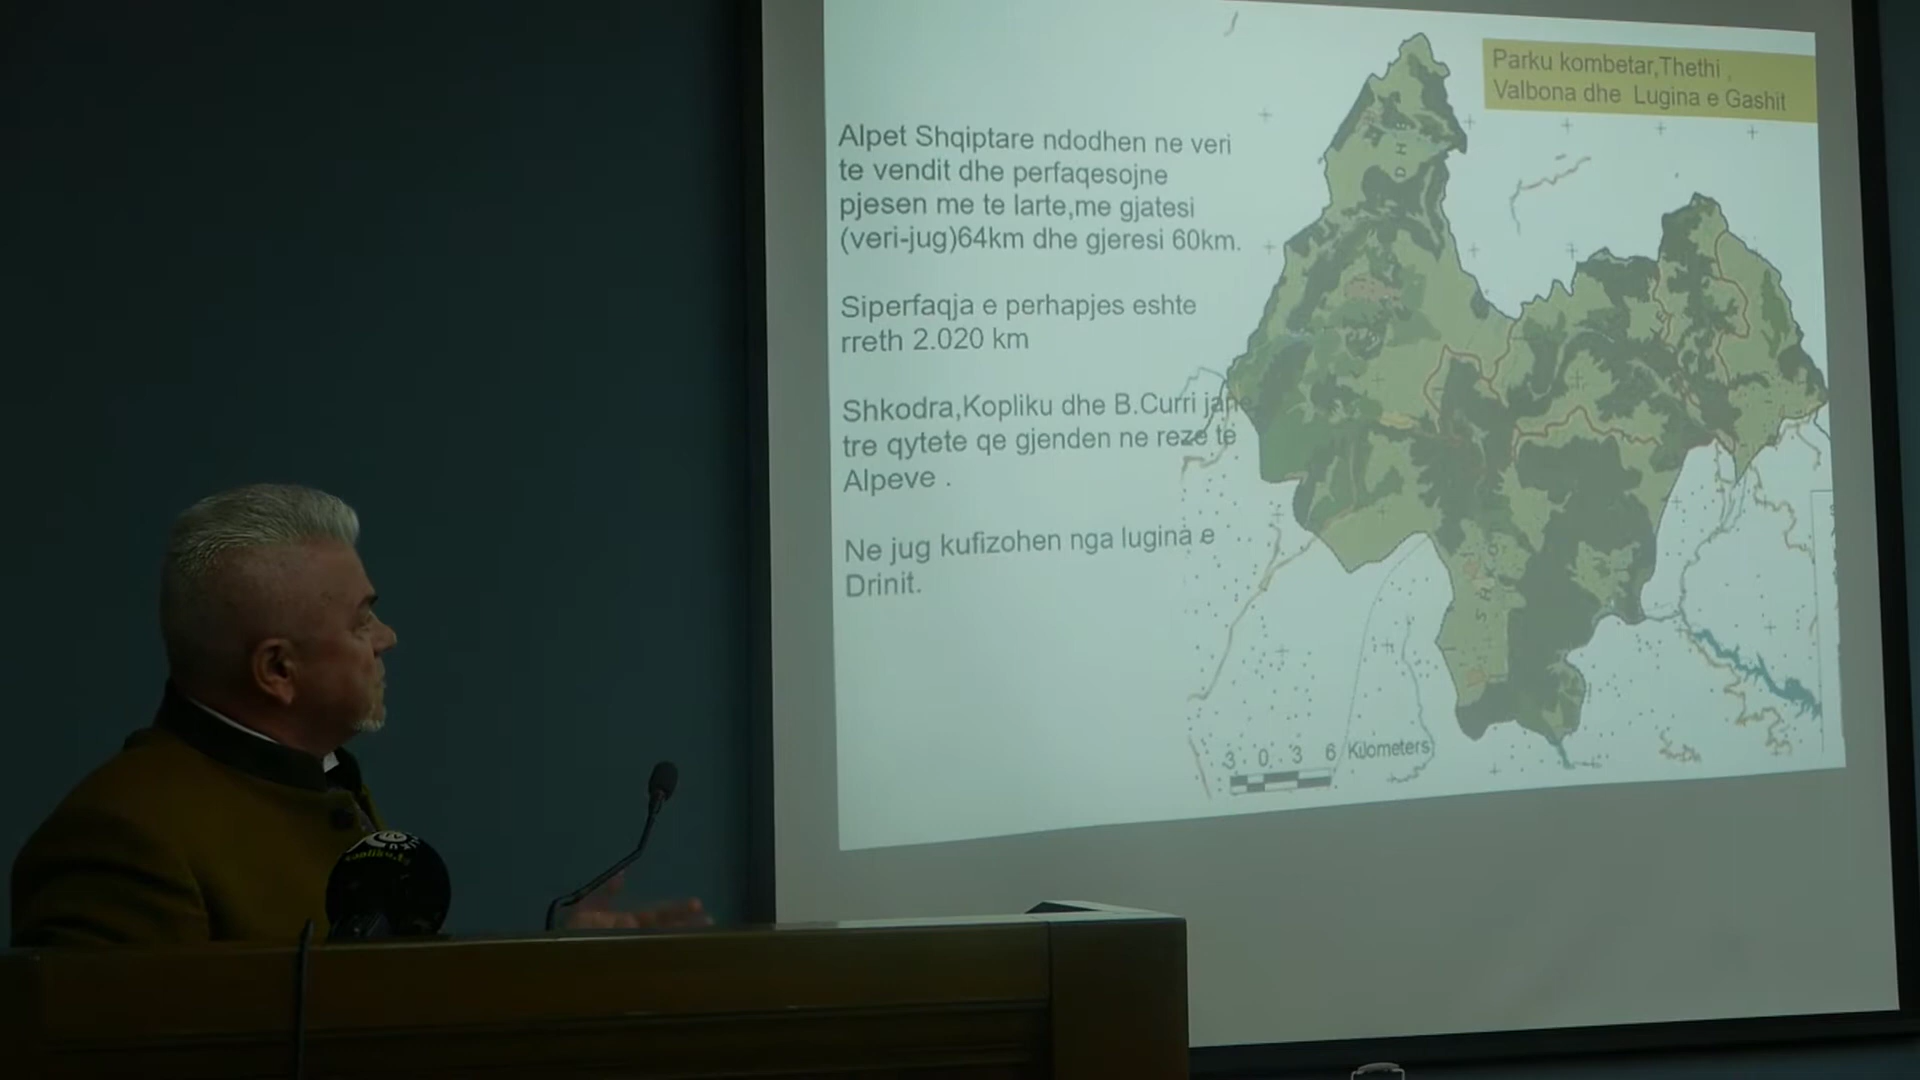 Parku kombetar,Thethi ,
Valbona dhe Lugina e Gashit
Alpet Shqiptare ndodhen ne veri
te vendit dhe perfaqesojne
pjesen me te larte,me gjatesi
(veri-jug)64km dhe gjeresi 60km.
Siperfaqja e perhapjes eshte
rreth 2.020 km
Shkodra,Kopliku dhe B.Curri jane
tre qytete qe gjenden ne reze te
Alpeve .
Ne jug kufizohen nga lugina e
Drinit.
3 0 3 6 Kilometers